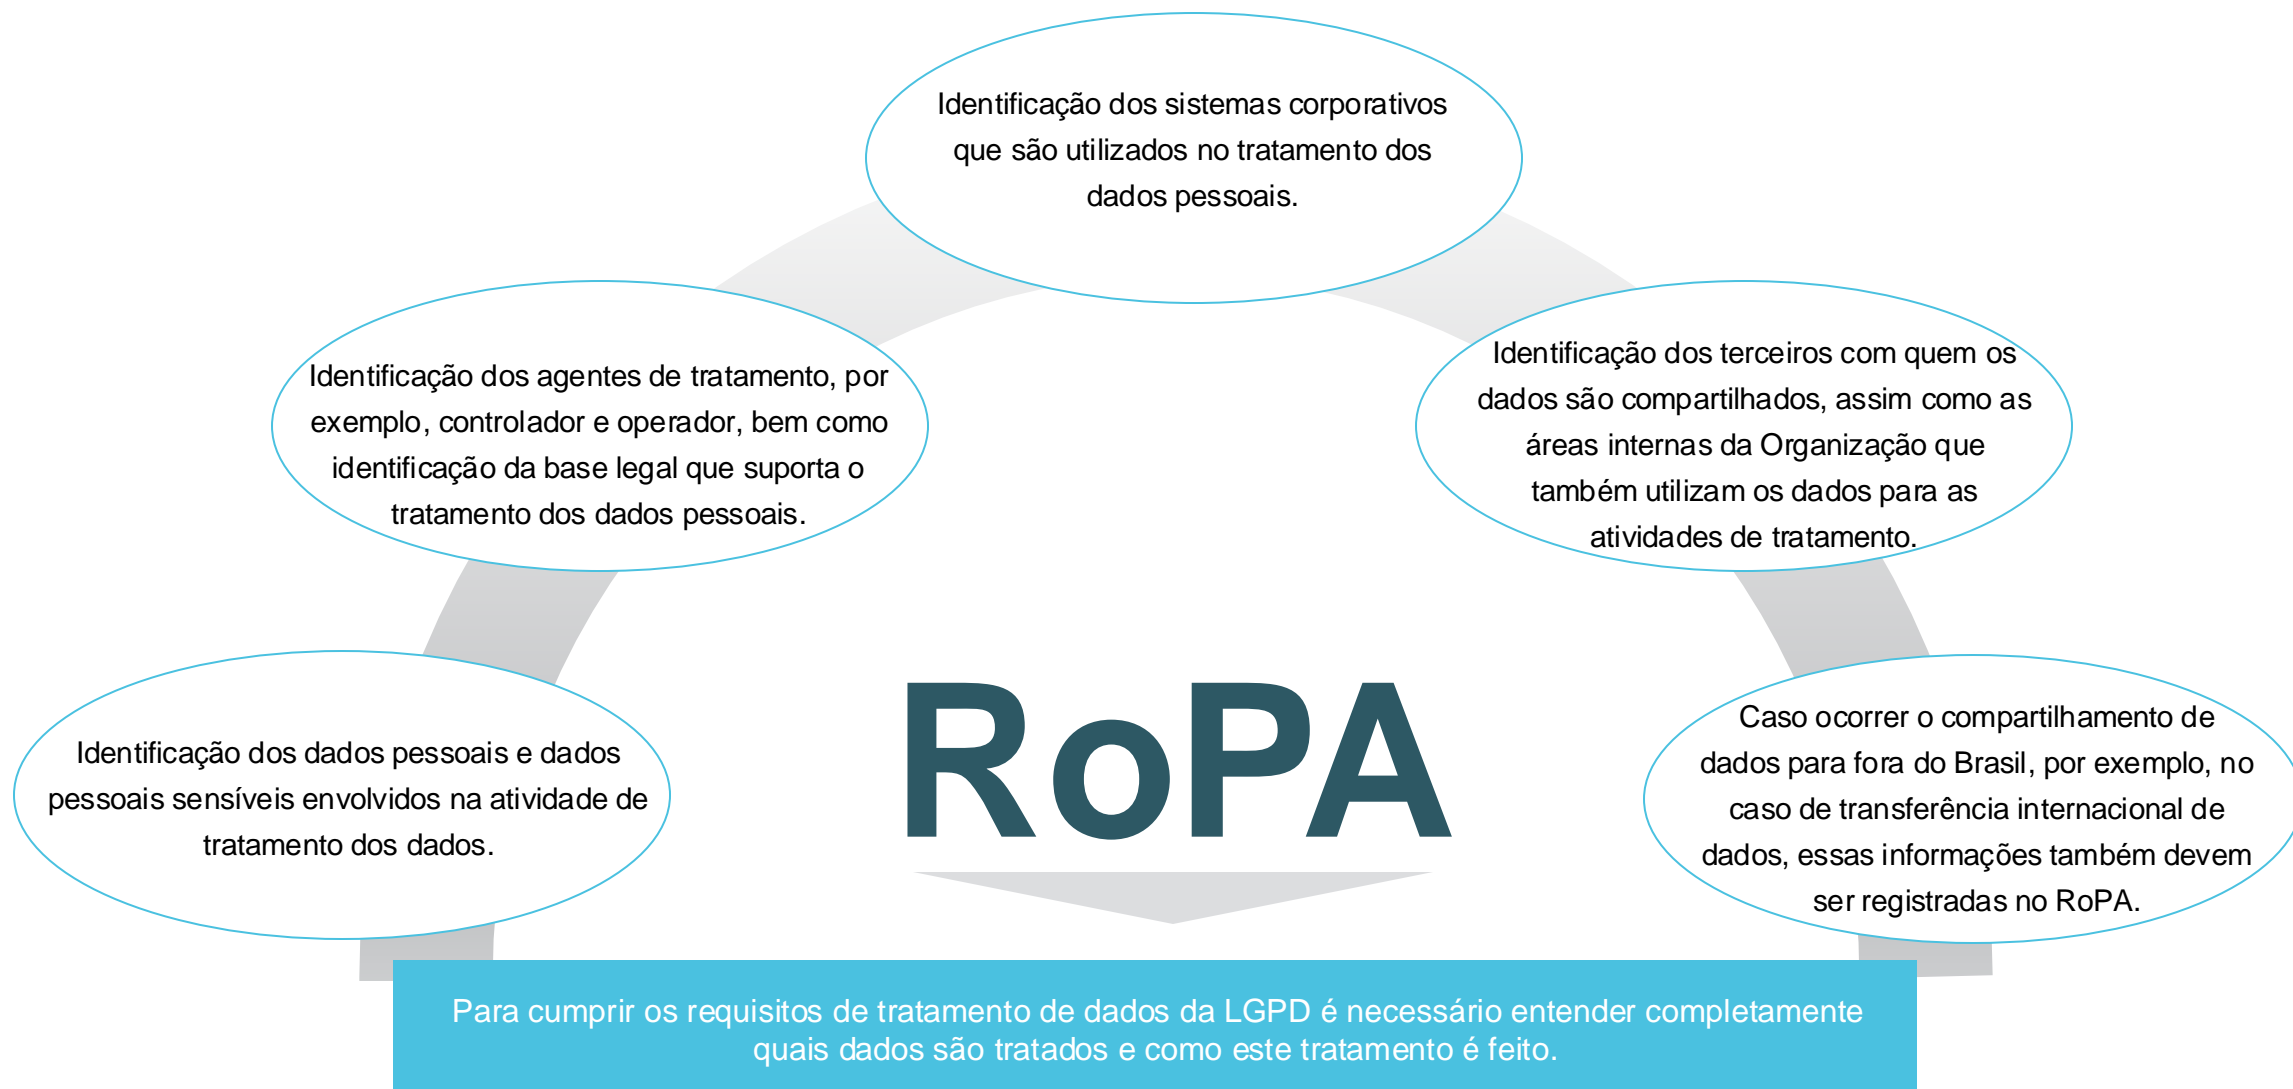 Identificação dos sistemas corporativos
que são utilizados no tratamento dos
dados pessoais.
Identificação dos agentes de tratamento, por
exemplo, controlador e operador, bem como
identificação da base legal que suporta o
tratamento dos dados pessoais.
Identificação dos terceiros com quem os
dados são compartilhados, assim como as
áreas internas da Organização que
também utilizam os dados para as
atividades de tratamento.
Identificação dos dados pessoais e dados
pessoais sensíveis envolvidos na atividade de
tratamento dos dados.
RoPA
Caso ocorrer o compartilhamento de
dados para fora do Brasil, por exemplo, no
caso de transferência internacional de
dados, essas informações também devem
ser registradas no RoPA.
Para cumprir os requisitos de tratamento de dados da LGPD é necessário entender completamente
quais dados são tratados e como este tratamento é feito.